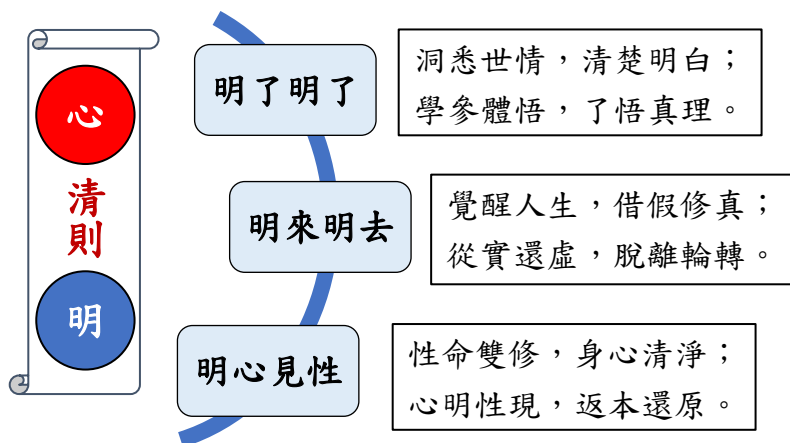 心
清則
明
明了明了
洞悉世情，清楚明白；
學參體悟，了悟真理。
明來明去
覺醒人生，借假修真；
從實還虛，脫離輪轉。
明心見性
性命雙修，身心清淨；
心明性現，返本還原。